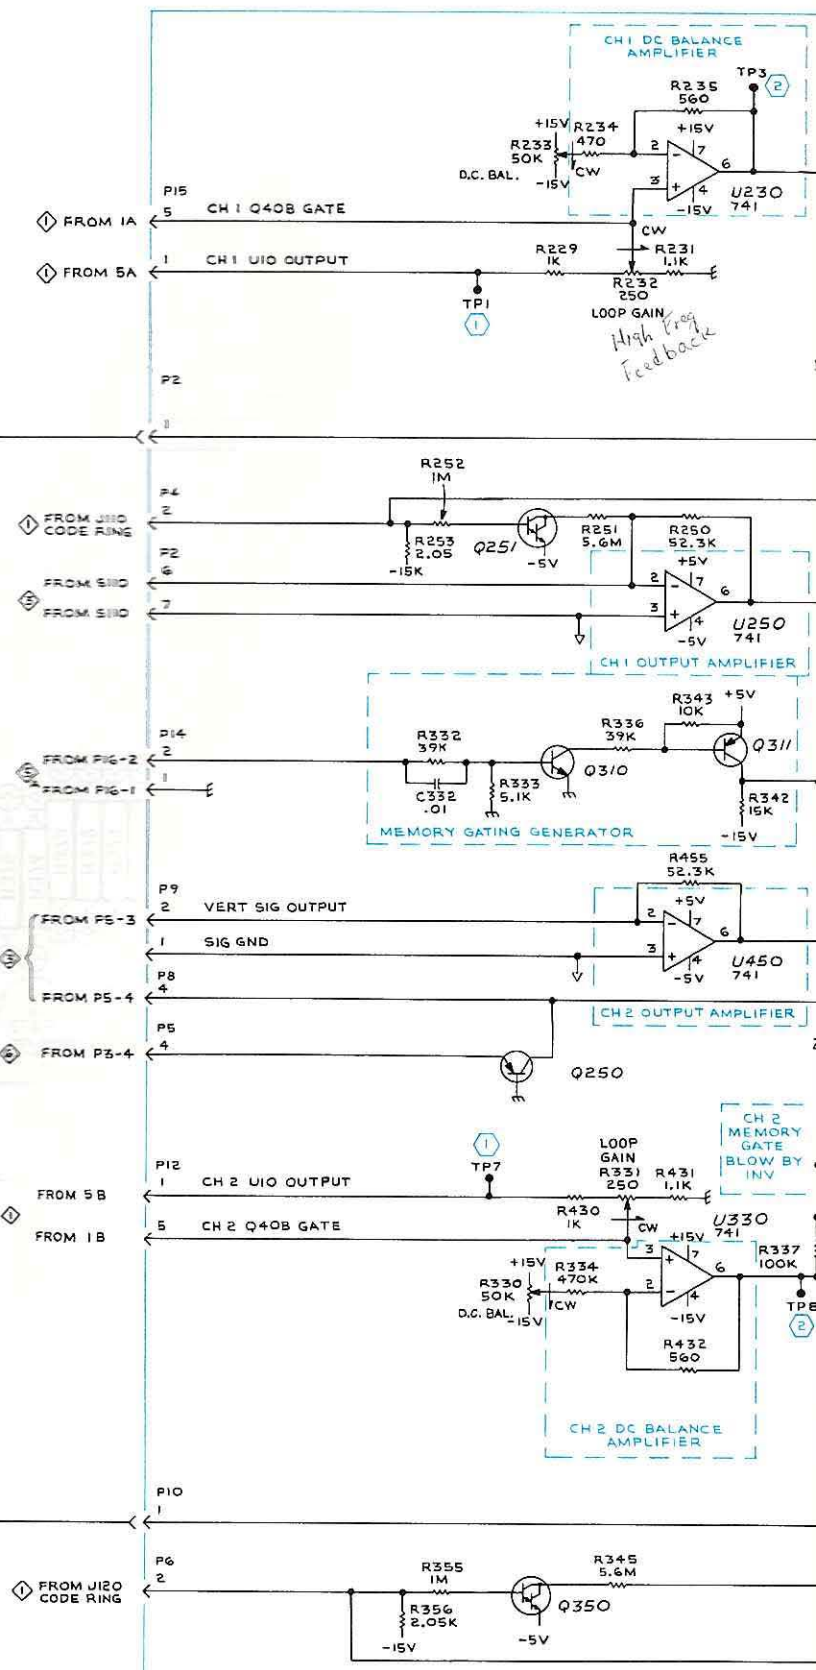 CH 1 DC BALANCE
AMPLIFIER
TP3
2
R235
560
+15V
R234
470
+15V
R233
50K
2
-
7
6
D.C. BAL.
-15V
CW
3
+
4
-15V
U230
741
P15
1 FROM 1A
5
CH 1 Q40B GATE
CW
1 FROM 5A
1
CH 1 U10 OUTPUT
R229
1K
R231
1.1K
TP1
1
R232
250
LOOP GAIN
High Freq
Feedback
P2
1
R252
1M
P4
1 FROM J110
CODE RING
2
R253
2.05
-15K
Q251
-5V
R251
5.6M
R250
52.3K
P2
FROM S110
6
+5V
2
-
7
6
3
FROM S110
7
3
+
4
-5V
U250
741
CH 1 OUTPUT AMPLIFIER
R343
10K
+5V
P14
R332
39K
R336
39K
FROM P16-2
2
Q311
5
Q310
FROM P16-1
1
C332
.01
R333
5.1K
R342
15K
-15V
MEMORY GATING GENERATOR
R455
52.3K
P9
FROM P5-3
2
VERT SIG OUTPUT
+5V
2
-
7
6
1
SIG GND
3
+
4
-5V
U450
741
3
P8
FROM P5-4
4
CH 2 OUTPUT AMPLIFIER
P5
6 FROM P3-4
4
Q250
CH 2
MEMORY
GATE
BLOW BY
INV
1
TP7
LOOP
GAIN
R331
250
R431
1.1K
P12
FROM 5B
1
CH 2 U10 OUTPUT
R430
1K
1
FROM 1B
5
CH 2 Q40B GATE
CW
U330
741
+15V
3
+
7
6
R337
100K
+15V
R330
50K
R334
470K
2
-
4
-15V
D.C. BAL.
-15V
CW
TP8
2
R432
560
CH 2 DC BALANCE
AMPLIFIER
P10
1
P6
1 FROM J120
CODE RING
2
R355
1M
R345
5.6M
R356
2.05K
-15V
Q350
-5V